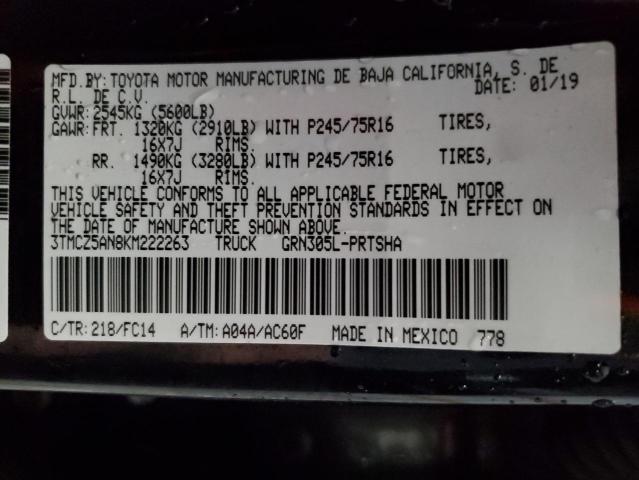 MFD.BY:TOYOTA MOTOR MANUFACTURING DE BAJA CALIFORNIA, S. DE
R.L. DE C.V. DATE: 01/19
GVWR:2545KG (5600LB)
GAWR:FRT. 1320KG (2910LB) WITH P245/75R16 TIRES,
16X7J RIMS.
RR. 1490KG (3280LB) WITH P245/75R16 TIRES,
16X7J RIMS.
THIS VEHICLE CONFORMS TO ALL APPLICABLE FEDERAL MOTOR
VEHICLE SAFETY AND THEFT PREVENTION STANDARDS IN EFFECT ON
THE DATE OF MANUFACTURE SHOWN ABOVE.
3TMCZ5AN8KM222263 TRUCK GRN305L-PRTSHA
C/TR:218/FC14 A/TM:A04A/AC60F MADE IN MEXICO 778